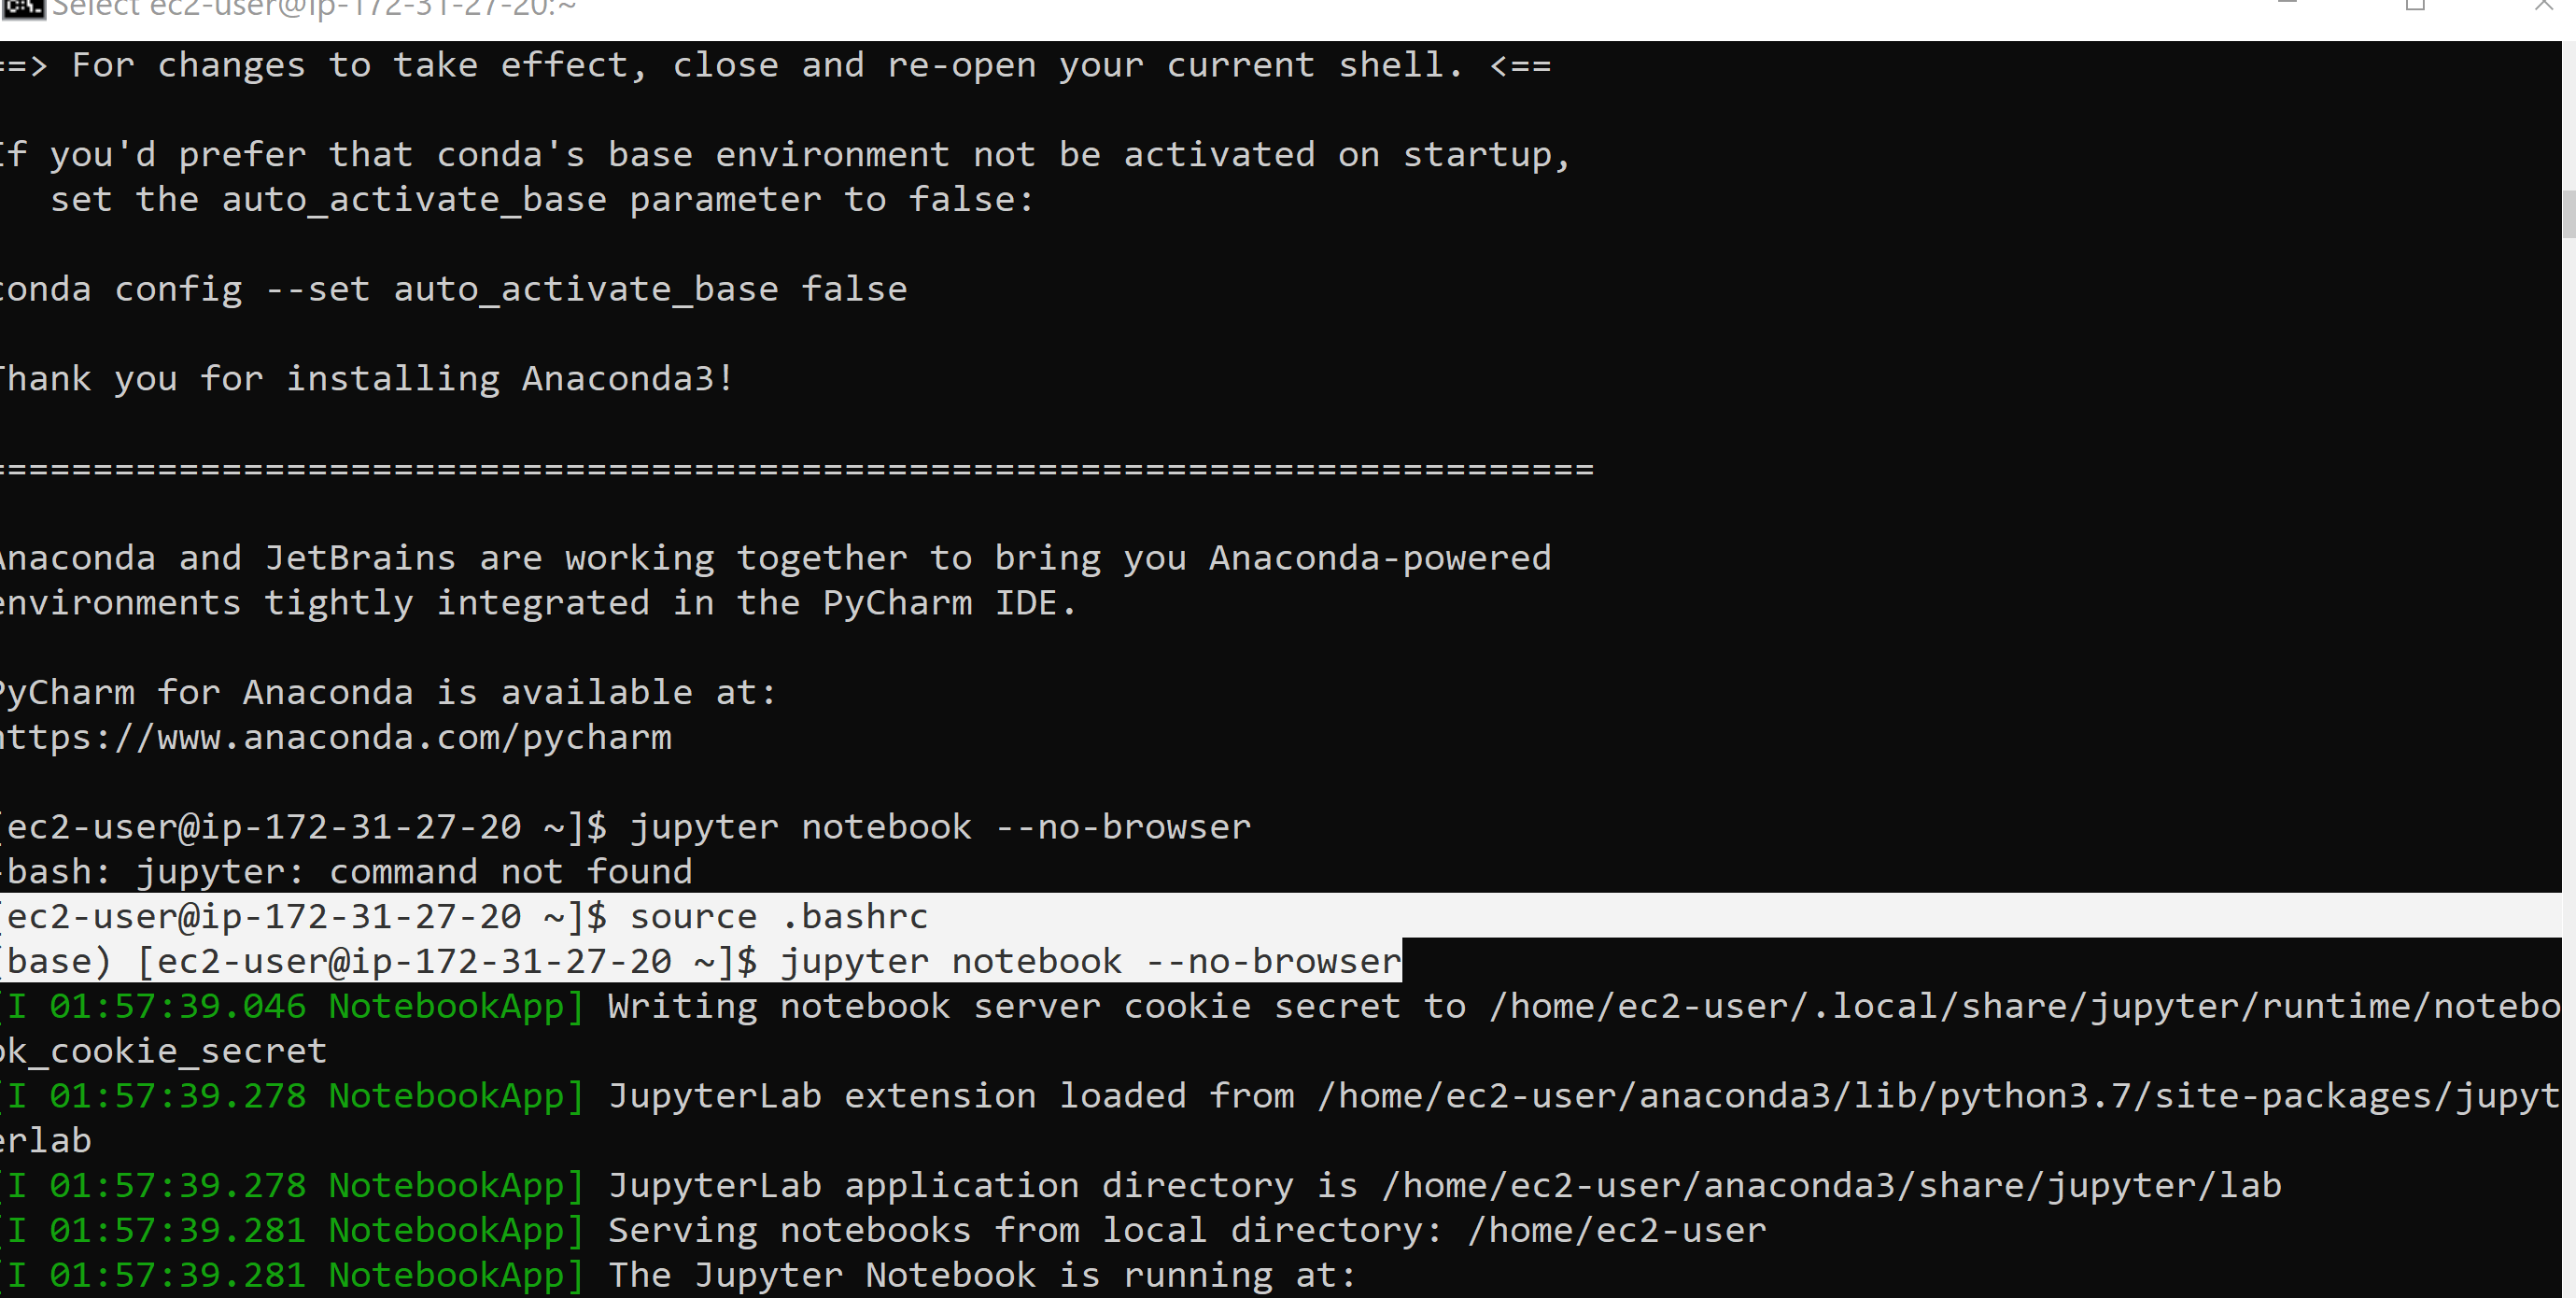 Select ec2-user@ip-172-31-27-20:~
==> For changes to take effect, close and re-open your current shell. <==
If you'd prefer that conda's base environment not be activated on startup,
set the auto_activate_base parameter to false:
conda config --set auto_activate_base false
Thank you for installing Anaconda3!
===========================================================================
Anaconda and JetBrains are working together to bring you Anaconda-powered
environments tightly integrated in the PyCharm IDE.
PyCharm for Anaconda is available at:
https://www.anaconda.com/pycharm
[ec2-user@ip-172-31-27-20 ~]$ jupyter notebook --no-browser
-bash: jupyter: command not found
[ec2-user@ip-172-31-27-20 ~]$ source .bashrc
(base) [ec2-user@ip-172-31-27-20 ~]$ jupyter notebook --no-browser
[I 01:57:39.046 NotebookApp] Writing notebook server cookie secret to /home/ec2-user/.local/share/jupyter/runtime/notebo
ok_cookie_secret
[I 01:57:39.278 NotebookApp] JupyterLab extension loaded from /home/ec2-user/anaconda3/lib/python3.7/site-packages/jupyt
erlab
[I 01:57:39.278 NotebookApp] JupyterLab application directory is /home/ec2-user/anaconda3/share/jupyter/lab
[I 01:57:39.281 NotebookApp] Serving notebooks from local directory: /home/ec2-user
[I 01:57:39.281 NotebookApp] The Jupyter Notebook is running at: